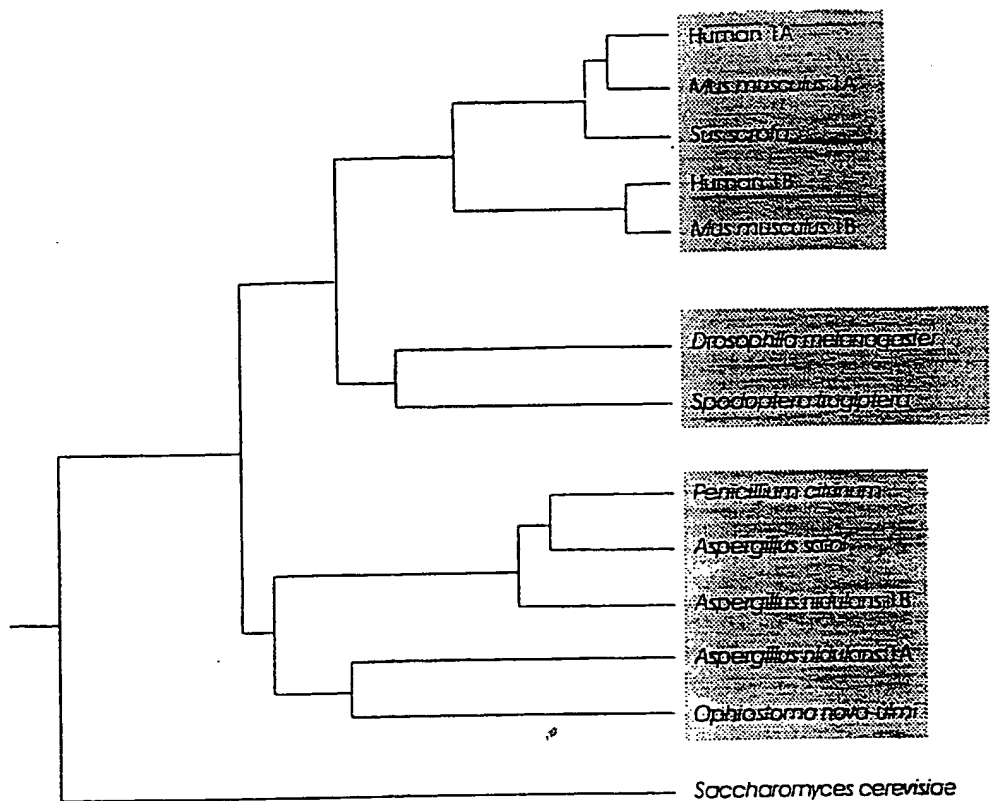 Human 1A
Mus musculus 1A
Sus scrofa
Human 1B
Mus musculus 1B
Drosophila melanogaster
Spodoptera
Penicillium citrinum
Aspergillus
Aspergillus nidulans 1B
Aspergillus nidulans 1A
Ophiostoma novo-ulmi
Saccharomyces cerevisiae